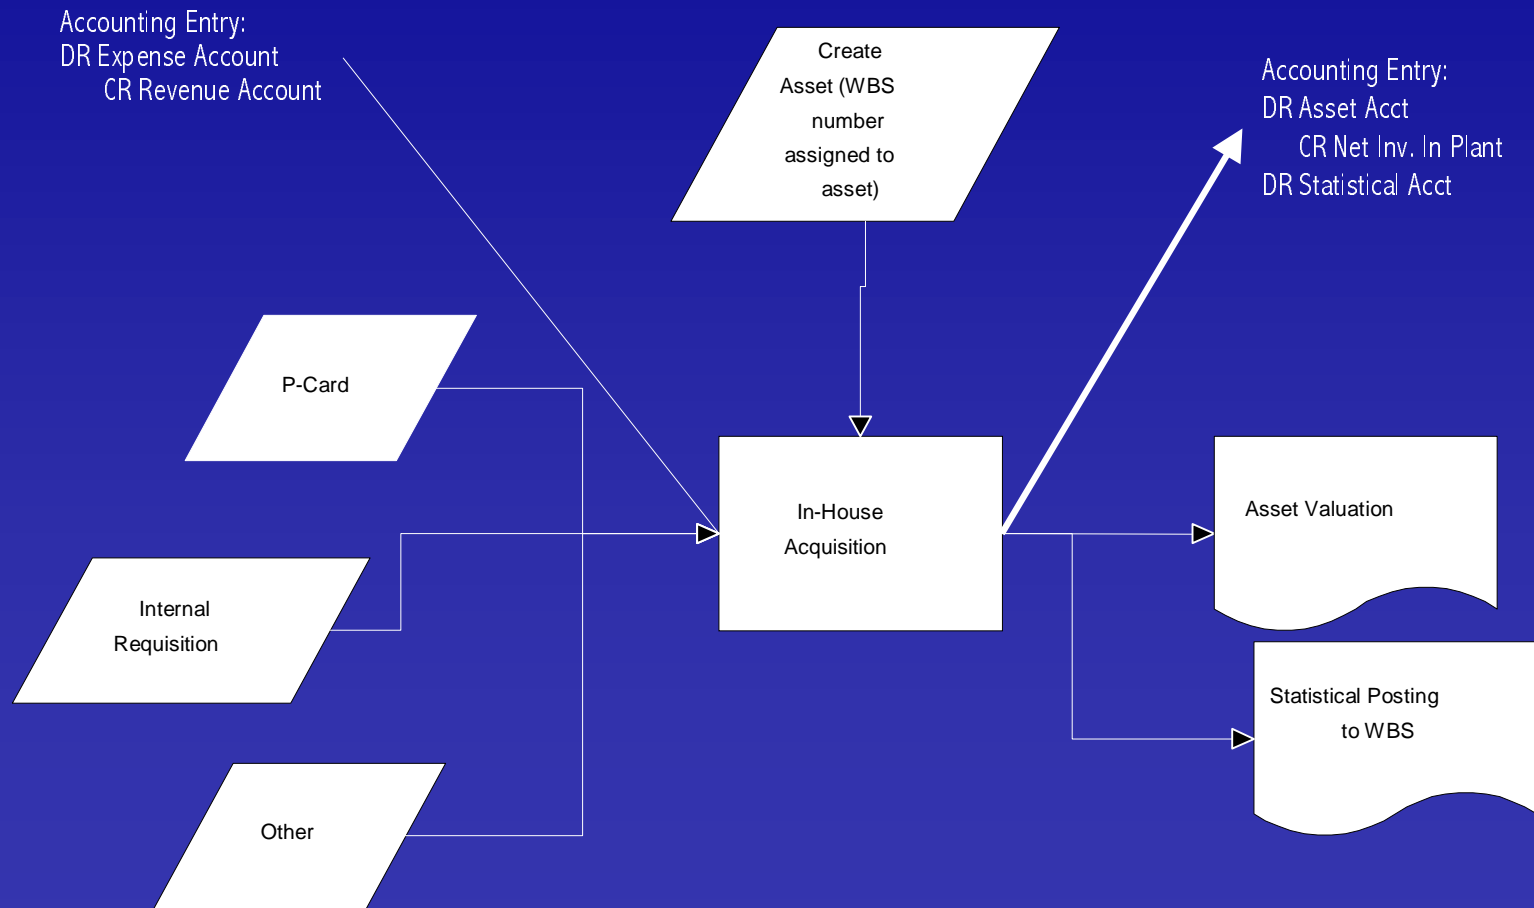 Accounting Entry:
DR Expense Account
CR Revenue Account
Create
Asset (WBS
number
assigned to
asset)
Accounting Entry:
DR Asset Acct
CR Net Inv. In Plant
DR Statistical Acct
P-Card
In-House
Acquisition
Asset Valuation
Internal
Requisition
Statistical Posting
to WBS
Other